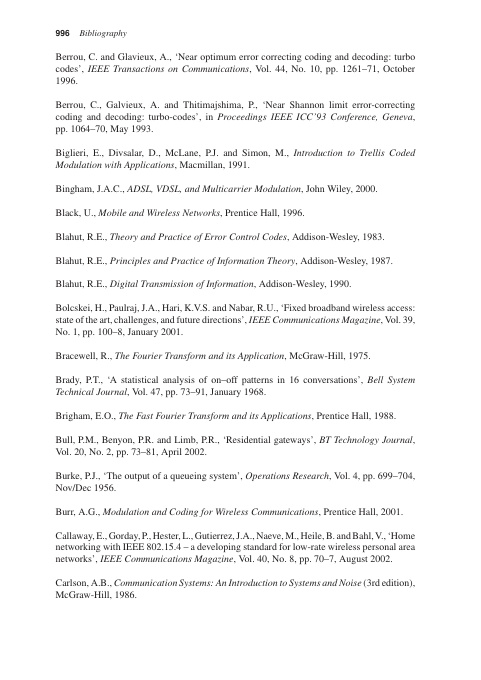 996 Bibliography
Berrou, C. and Glavieux, A., ‘Near optimum error correcting coding and decoding: turbo
codes’, IEEE Transactions on Communications, Vol. 44, No. 10, pp. 1261–71, October
1996.
Berrou, C., Galvieux, A. and Thitimajshima, P., ‘Near Shannon limit error-correcting
coding and decoding: turbo-codes’, in Proceedings IEEE ICC’93 Conference, Geneva,
pp. 1064–70, May 1993.
Biglieri, E., Divsalar, D., McLane, P.J. and Simon, M., Introduction to Trellis Coded
Modulation with Applications, Macmillan, 1991.
Bingham, J.A.C., ADSL, VDSL, and Multicarrier Modulation, John Wiley, 2000.
Black, U., Mobile and Wireless Networks, Prentice Hall, 1996.
Blahut, R.E., Theory and Practice of Error Control Codes, Addison-Wesley, 1983.
Blahut, R.E., Principles and Practice of Information Theory, Addison-Wesley, 1987.
Blahut, R.E., Digital Transmission of Information, Addison-Wesley, 1990.
Bolcskei, H., Paulraj, J.A., Hari, K.V.S. and Nabar, R.U., ‘Fixed broadband wireless access:
state of the art, challenges, and future directions’, IEEE Communications Magazine, Vol. 39,
No. 1, pp. 100–8, January 2001.
Bracewell, R., The Fourier Transform and its Application, McGraw-Hill, 1975.
Brady, P.T., ‘A statistical analysis of on–off patterns in 16 conversations’, Bell System
Technical Journal, Vol. 47, pp. 73–91, January 1968.
Brigham, E.O., The Fast Fourier Transform and its Applications, Prentice Hall, 1988.
Bull, P.M., Benyon, P.R. and Limb, P.R., ‘Residential gateways’, BT Technology Journal,
Vol. 20, No. 2, pp. 73–81, April 2002.
Burke, P.J., ‘The output of a queueing system’, Operations Research, Vol. 4, pp. 699–704,
Nov/Dec 1956.
Burr, A.G., Modulation and Coding for Wireless Communications, Prentice Hall, 2001.
Callaway, E., Gorday, P., Hester, L., Gutierrez, J.A., Naeve, M., Heile, B. and Bahl, V., ‘Home
networking with IEEE 802.15.4 – a developing standard for low-rate wireless personal area
networks’, IEEE Communications Magazine, Vol. 40, No. 8, pp. 70–7, August 2002.
Carlson, A.B., Communication Systems: An Introduction to Systems and Noise (3rd edition),
McGraw-Hill, 1986.